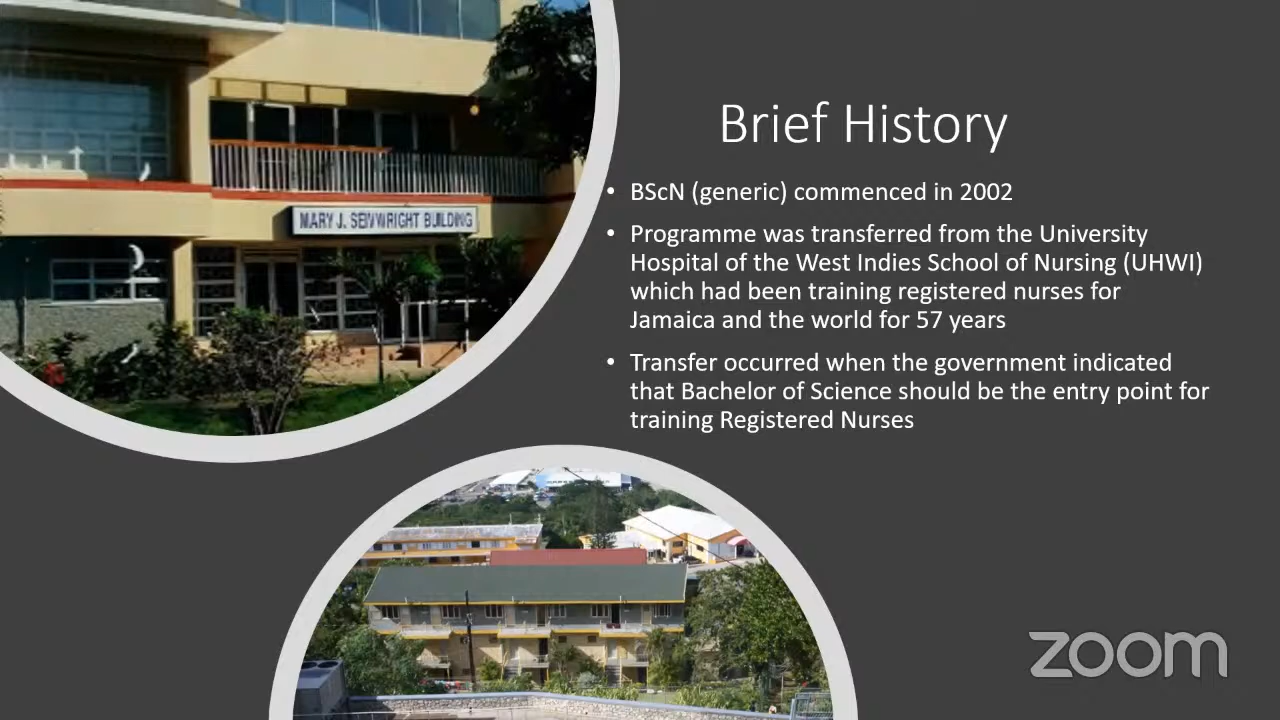 MARY J. SEIVWRIGHT BUILDING
Brief History
• BScN (generic) commenced in 2002
• Programme was transferred from the University
Hospital of the West Indies School of Nursing (UHWI)
which had been training registered nurses for
Jamaica and the world for 57 years
• Transfer occurred when the government indicated
that Bachelor of Science should be the entry point for
training Registered Nurses
zoom